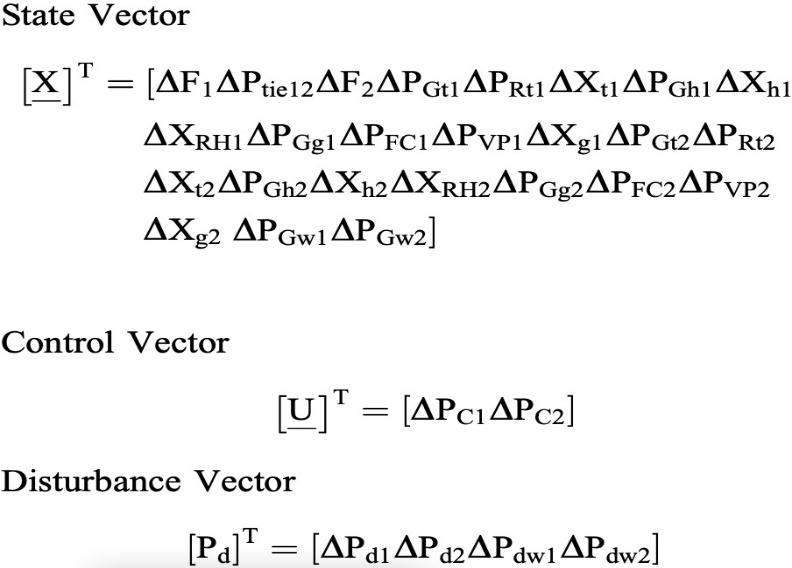 State Vector
[X]ᵀ = [ΔF₁ΔP_tie12ΔF₂ΔP_Gt1ΔP_Rt1ΔX_t1ΔP_Gh1ΔX_h1
ΔX_RH1ΔP_Gg1ΔP_FC1ΔP_VP1ΔX_g1ΔP_Gt2ΔP_Rt2
ΔX_t2ΔP_Gh2ΔX_h2ΔX_RH2ΔP_Gg2ΔP_FC2ΔP_VP2
ΔX_g2 ΔP_Gw1ΔP_Gw2]
Control Vector
[U]ᵀ = [ΔP_C1ΔP_C2]
Disturbance Vector
[P_d]ᵀ = [ΔP_d1ΔP_d2ΔP_dw1ΔP_dw2]